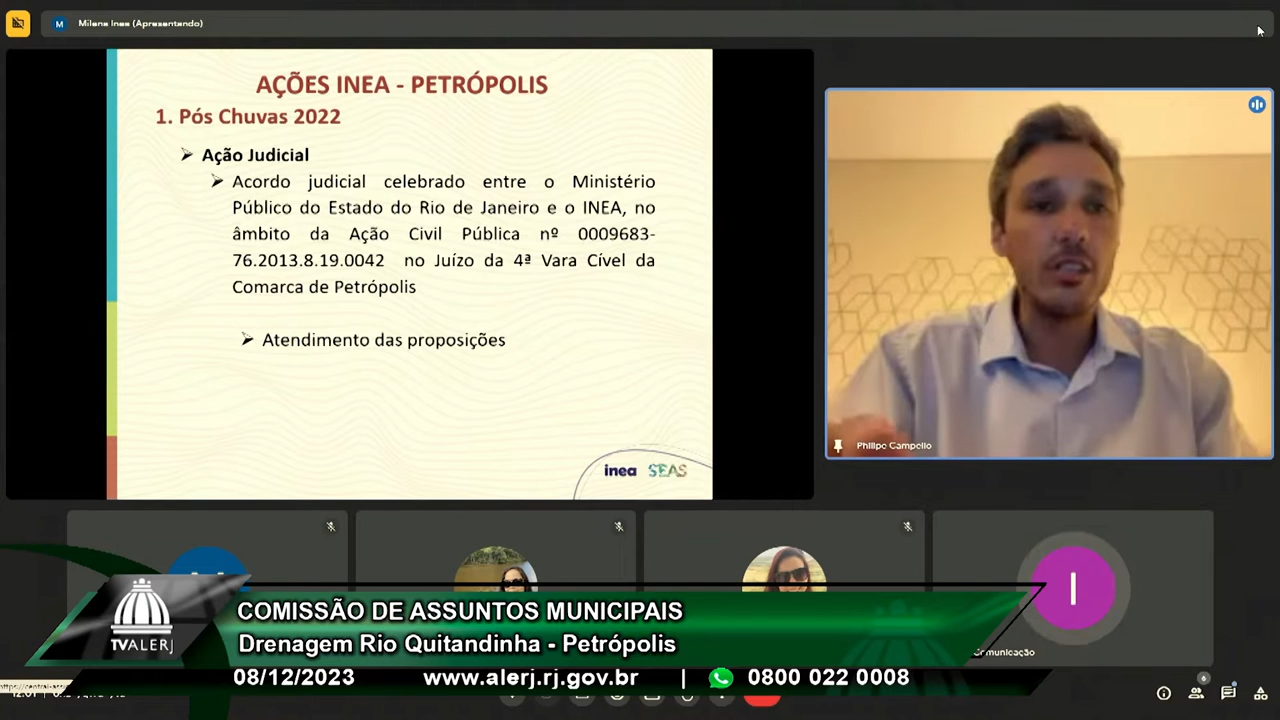 M Milena Inea (Apresentando)
AÇÕES INEA - PETRÓPOLIS
1. Pós Chuvas 2022
Ação Judicial
Acordo judicial celebrado entre o Ministério
Público do Estado do Rio de Janeiro e o INEA, no
âmbito da Ação Civil Pública nº 0009683-
76.2013.8.19.0042 no Juízo da 4ª Vara Cível da
Comarca de Petrópolis
Atendimento das proposições
inea SEAS
Philipe Campello
I
Comunicação
TVALERJ
COMISSÃO DE ASSUNTOS MUNICIPAIS
Drenagem Rio Quitandinha - Petrópolis
08/12/2023 www.alerj.rj.gov.br | 0800 022 0008
6